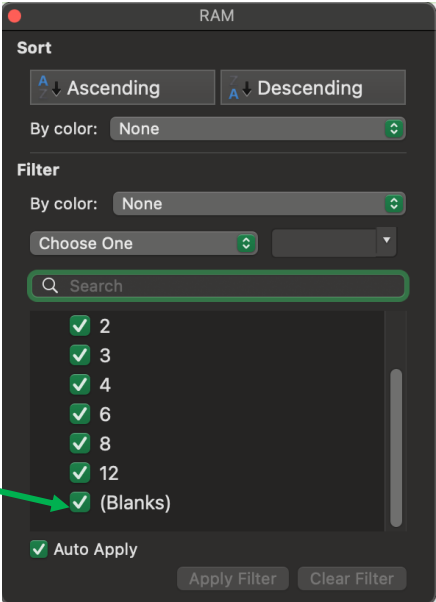 RAM
Sort
A Z Ascending
Z A Descending
By color: None
Filter
By color: None
Choose One
Search
2
3
4
6
8
12
(Blanks)
Auto Apply
Apply Filter Clear Filter